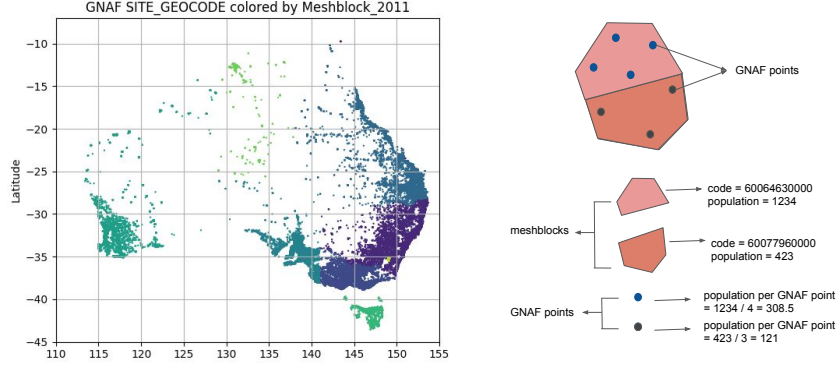 GNAF SITE_GEOCODE colored by Meshblock_2011
Latitude
−10
−15
−20
−25
−30
−35
−40
−45
110 115 120 125 130 135 140 145 150 155
GNAF points
meshblocks
code = 60064630000
population = 1234
code = 60077960000
population = 423
GNAF points
population per GNAF point
= 1234 / 4 = 308.5
population per GNAF point
= 423 / 3 = 121